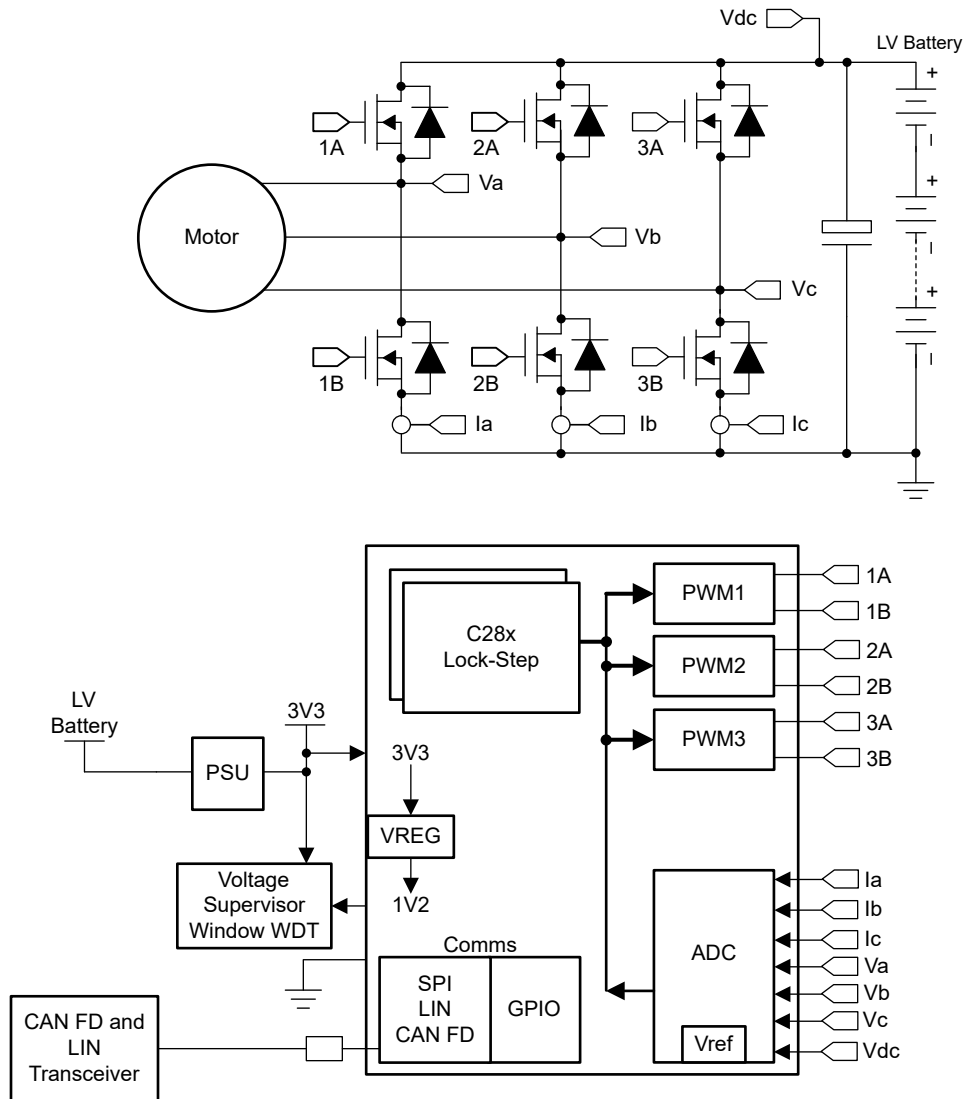 Vdc
LV Battery
+
1A
2A
3A
–
Va
+
Motor
Vb
–
Vc
+
1B
2B
3B
–
Ia
Ib
Ic
PWM1
1A
1B
C28x
Lock-Step
PWM2
2A
2B
LV
Battery
3V3
PWM3
3A
3B
PSU
3V3
VREG
Voltage
Supervisor
Window WDT
1V2
ADC
Ia
Ib
Ic
Va
Vb
Vc
Vdc
Vref
Comms
SPI
LIN
CAN FD
GPIO
CAN FD and
LIN
Transceiver